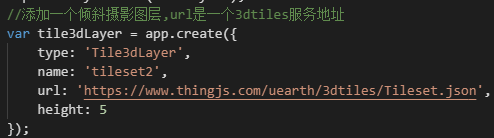 //添加一个倾斜摄影图层,url是一个3dtiles服务地址
var tile3dLayer = app.create({
    type: 'Tile3dLayer',
    name: 'tileset2',
    url: 'https://www.thingjs.com/uearth/3dtiles/Tileset.json',
    height: 5
});